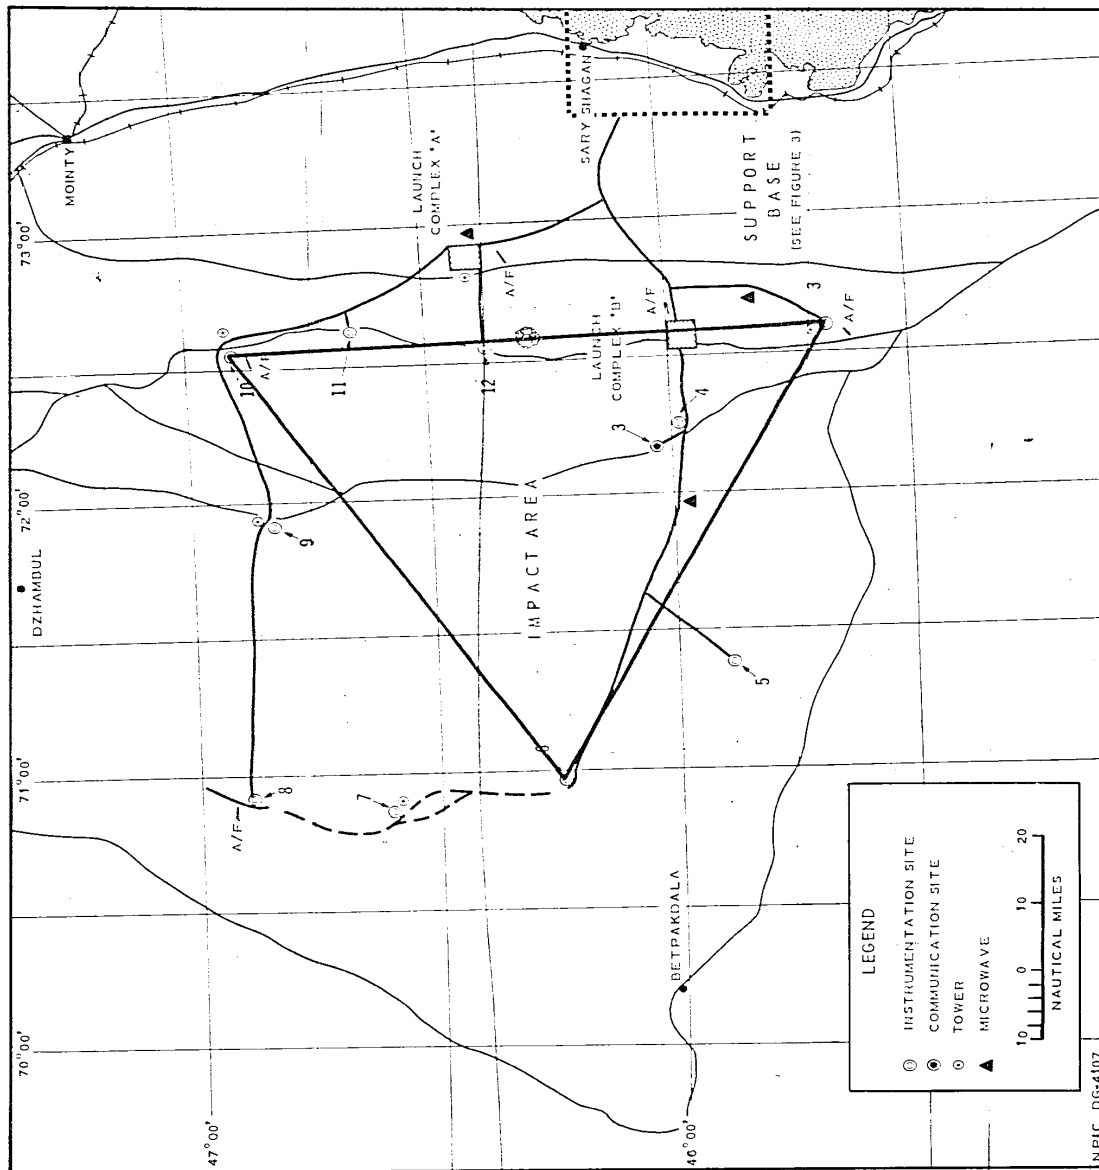 MOINTY
SARY SHAGAN
LAUNCH
COMPLEX "A"
SUPPORT
BASE
(SEE FIGURE 3)
73°00'
72°00'
71°00'
70°00'
47°00'
46°00'
A/F
A/F
A/F
A/F
A/F
3
10
11
12
LAUNCH
COMPLEX "B"
3
4
IMPACT AREA
DZHAMBUL
9
5
8
7
BETPAKDALA
LEGEND
INSTRUMENTATION SITE
COMMUNICATION SITE
TOWER
MICROWAVE
10 0 10 20
NAUTICAL MILES
NPIC DG-4107